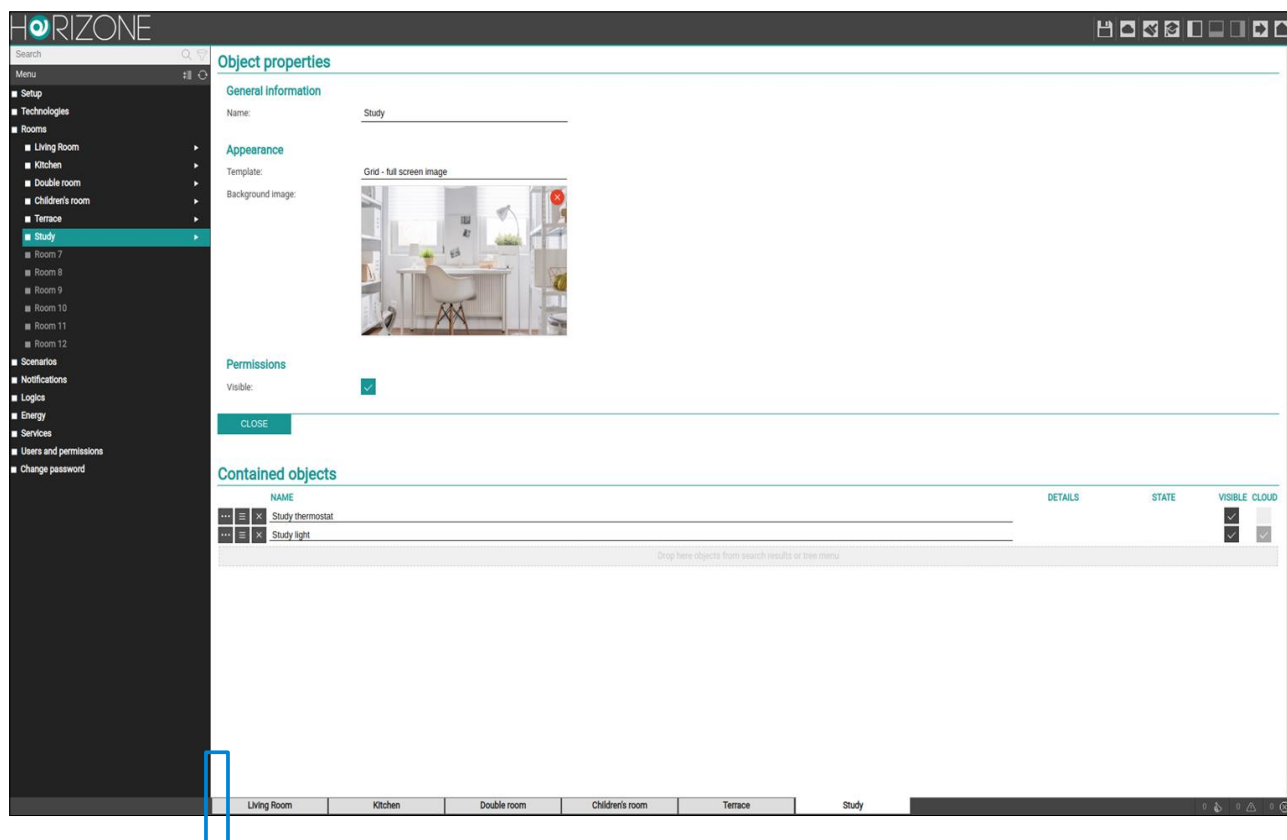 HORIZONE
Search
Menu
Setup
Technologies
Rooms
Living Room
Kitchen
Double room
Children's room
Terrace
Study
Room 7
Room 8
Room 9
Room 10
Room 11
Room 12
Scenarios
Notifications
Logics
Energy
Services
Users and permissions
Change password
Object properties
General information
Name: Study
Appearance
Template: Grid - full screen image
Background image:
Permissions
Visible:
CLOSE
Contained objects
NAME DETAILS STATE VISIBLE CLOUD
Study thermostat
Study light
Drop here objects from search results or tree menu
Living Room Kitchen Double room Children's room Terrace Study
0 0 0